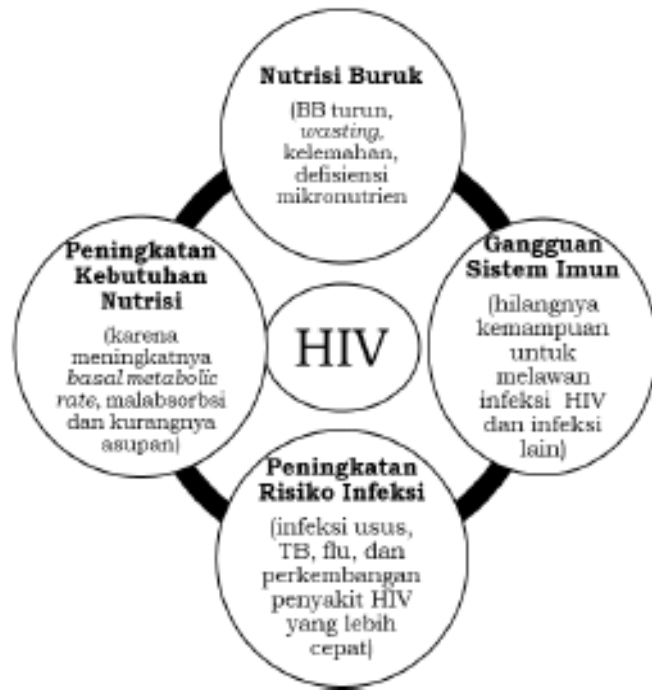 Nutrisi Buruk
(BB turun,
wasting,
kelemahan,
defisiensi
mikronutrien
Peningkatan
Kebutuhan
Nutrisi
(karena
meningkatnya
basal metabolic
rate, malabsorbsi
dan kurangnya
asupan)
HIV
Gangguan
Sistem Imun
(hilangnya
kemampuan
untuk
melawan
infeksi HIV
dan infeksi
lain)
Peningkatan
Risiko Infeksi
(infeksi usus,
TB, flu, dan
perkembangan
penyakit HIV
yang lebih
cepat)